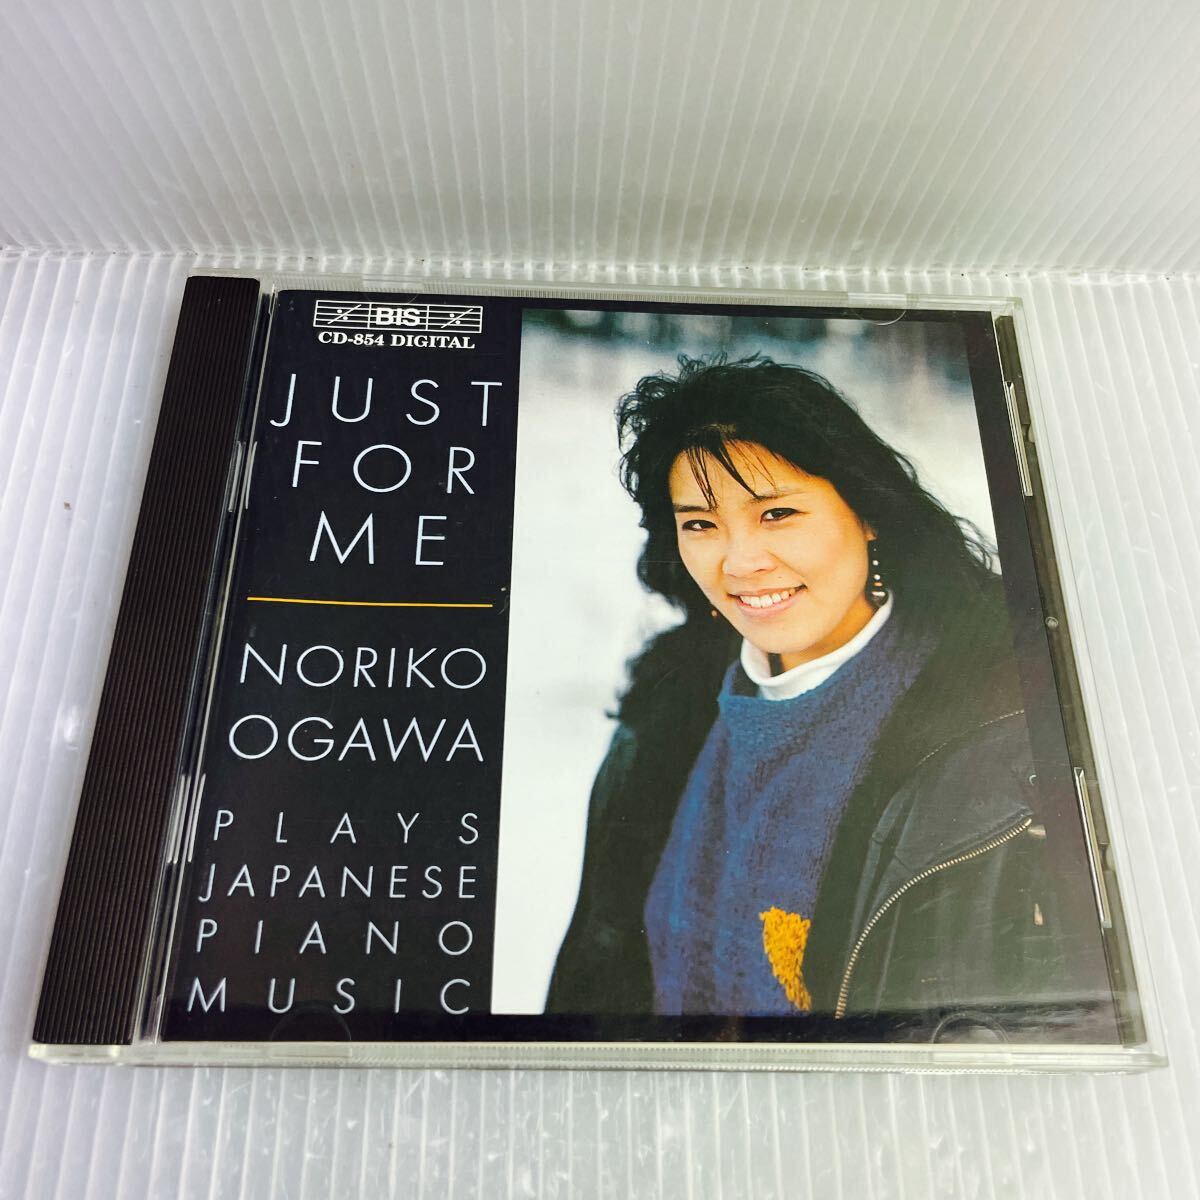 BIS
CD-854 DIGITAL
JUST
FOR
ME
NORIKO
OGAWA
PLAYS
JAPANESE
PIANO
MUSIC